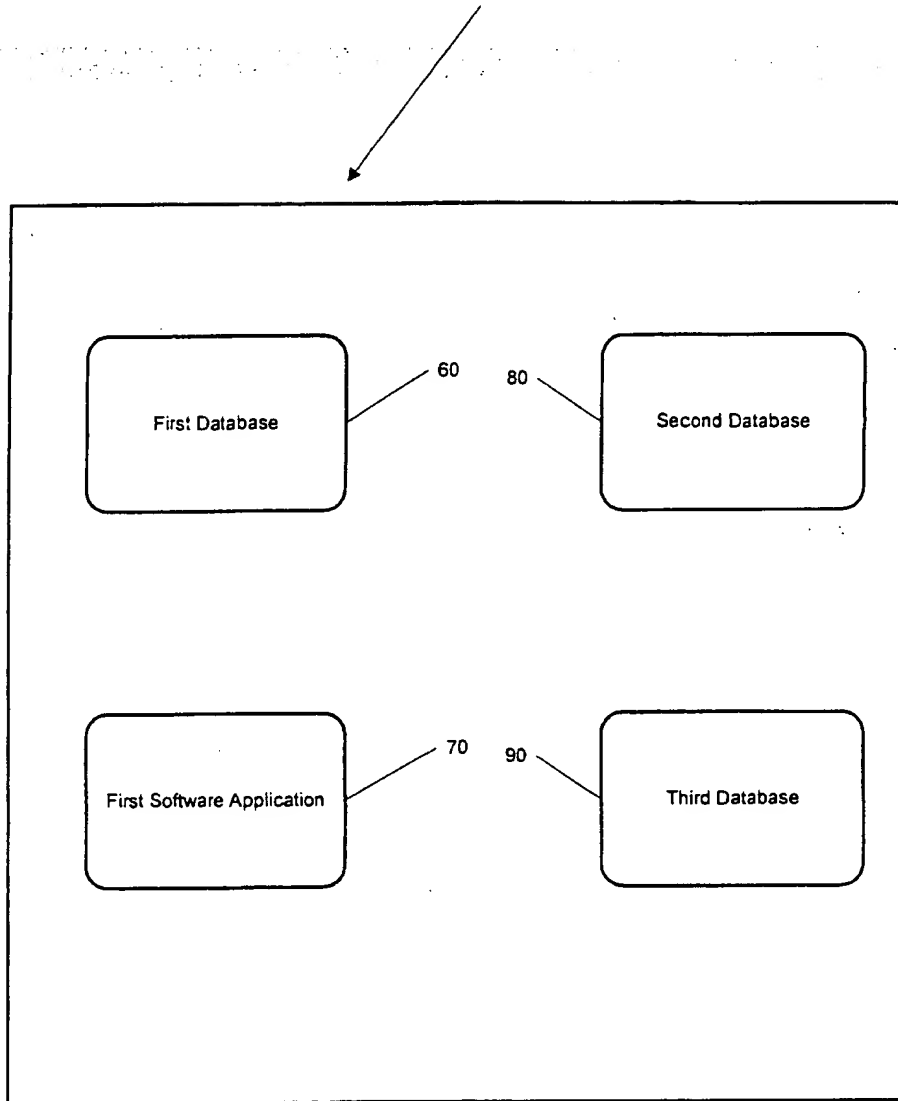 60
80
First Database
Second Database
70
90
First Software Application
Third Database